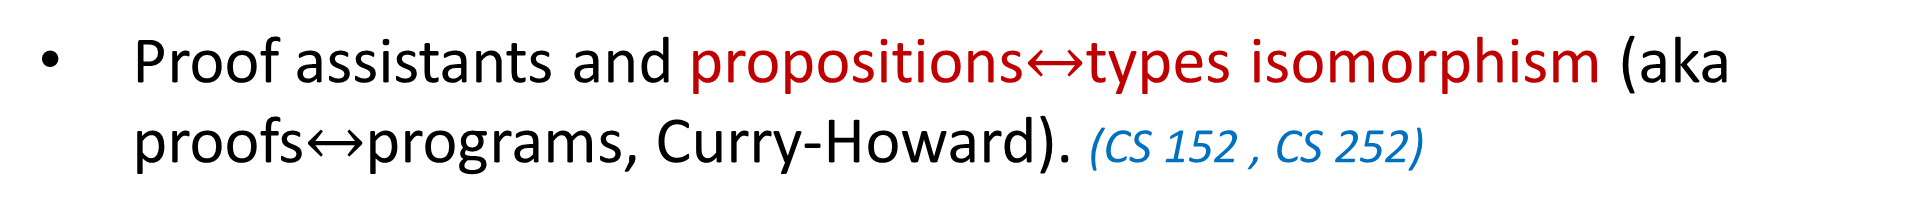 • Proof assistants and propositions↔types isomorphism (aka
proofs↔programs, Curry-Howard). (CS 152 , CS 252)